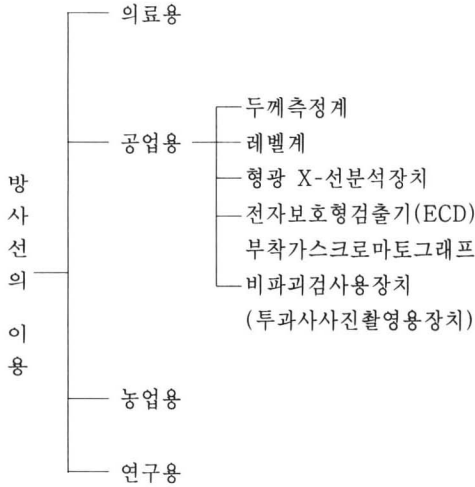 방사선의 이용
의료용
공업용
두께측정계
레벨계
형광 X-선분석장치
전자보호형검출기(ECD)
부착가스크로마토그래프
비파괴검사용장치
(투과사사진촬영용장치)
농업용
연구용